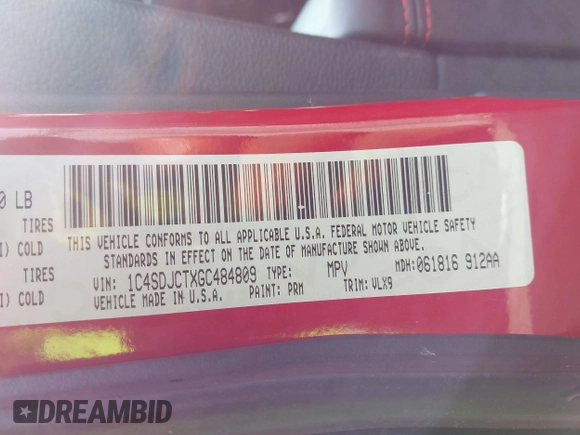 0 LB
TIRES
I) COLD
TIRES
I) COLD
THIS VEHICLE CONFORMS TO ALL APPLICABLE U.S.A. FEDERAL MOTOR VEHICLE SAFETY
STANDARDS IN EFFECT ON THE DATE OF MANUFACTURE SHOWN ABOVE.
VIN: 1C4SDJCTXGC484809 TYPE: MPV MDH: 061816 912AA
VEHICLE MADE IN U.S.A. PAINT: PRM TRIM: VLX9
DREAMBID